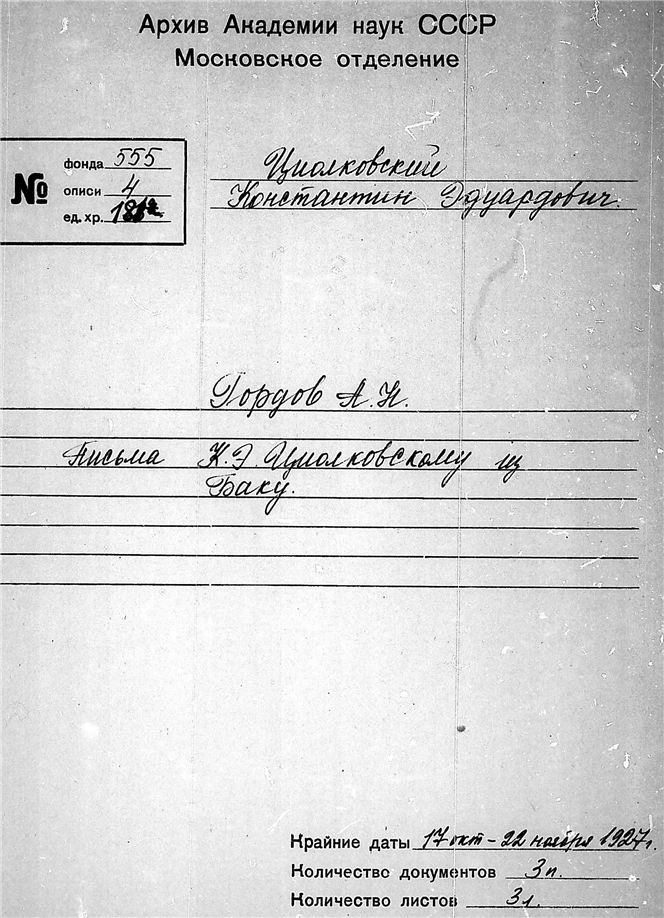 Архив Академии наук СССР
Московское отделение
№
фонда 555
описи 4
ед. хр.
Циолковский
Константин Эдуардович.
Гордов А.Н.
Письма К.Э. Циолковскому из
Баку.
Крайние даты 17 окт - 22 ноября 1927 г.
Количество документов 3 п.
Количество листов 3 л.